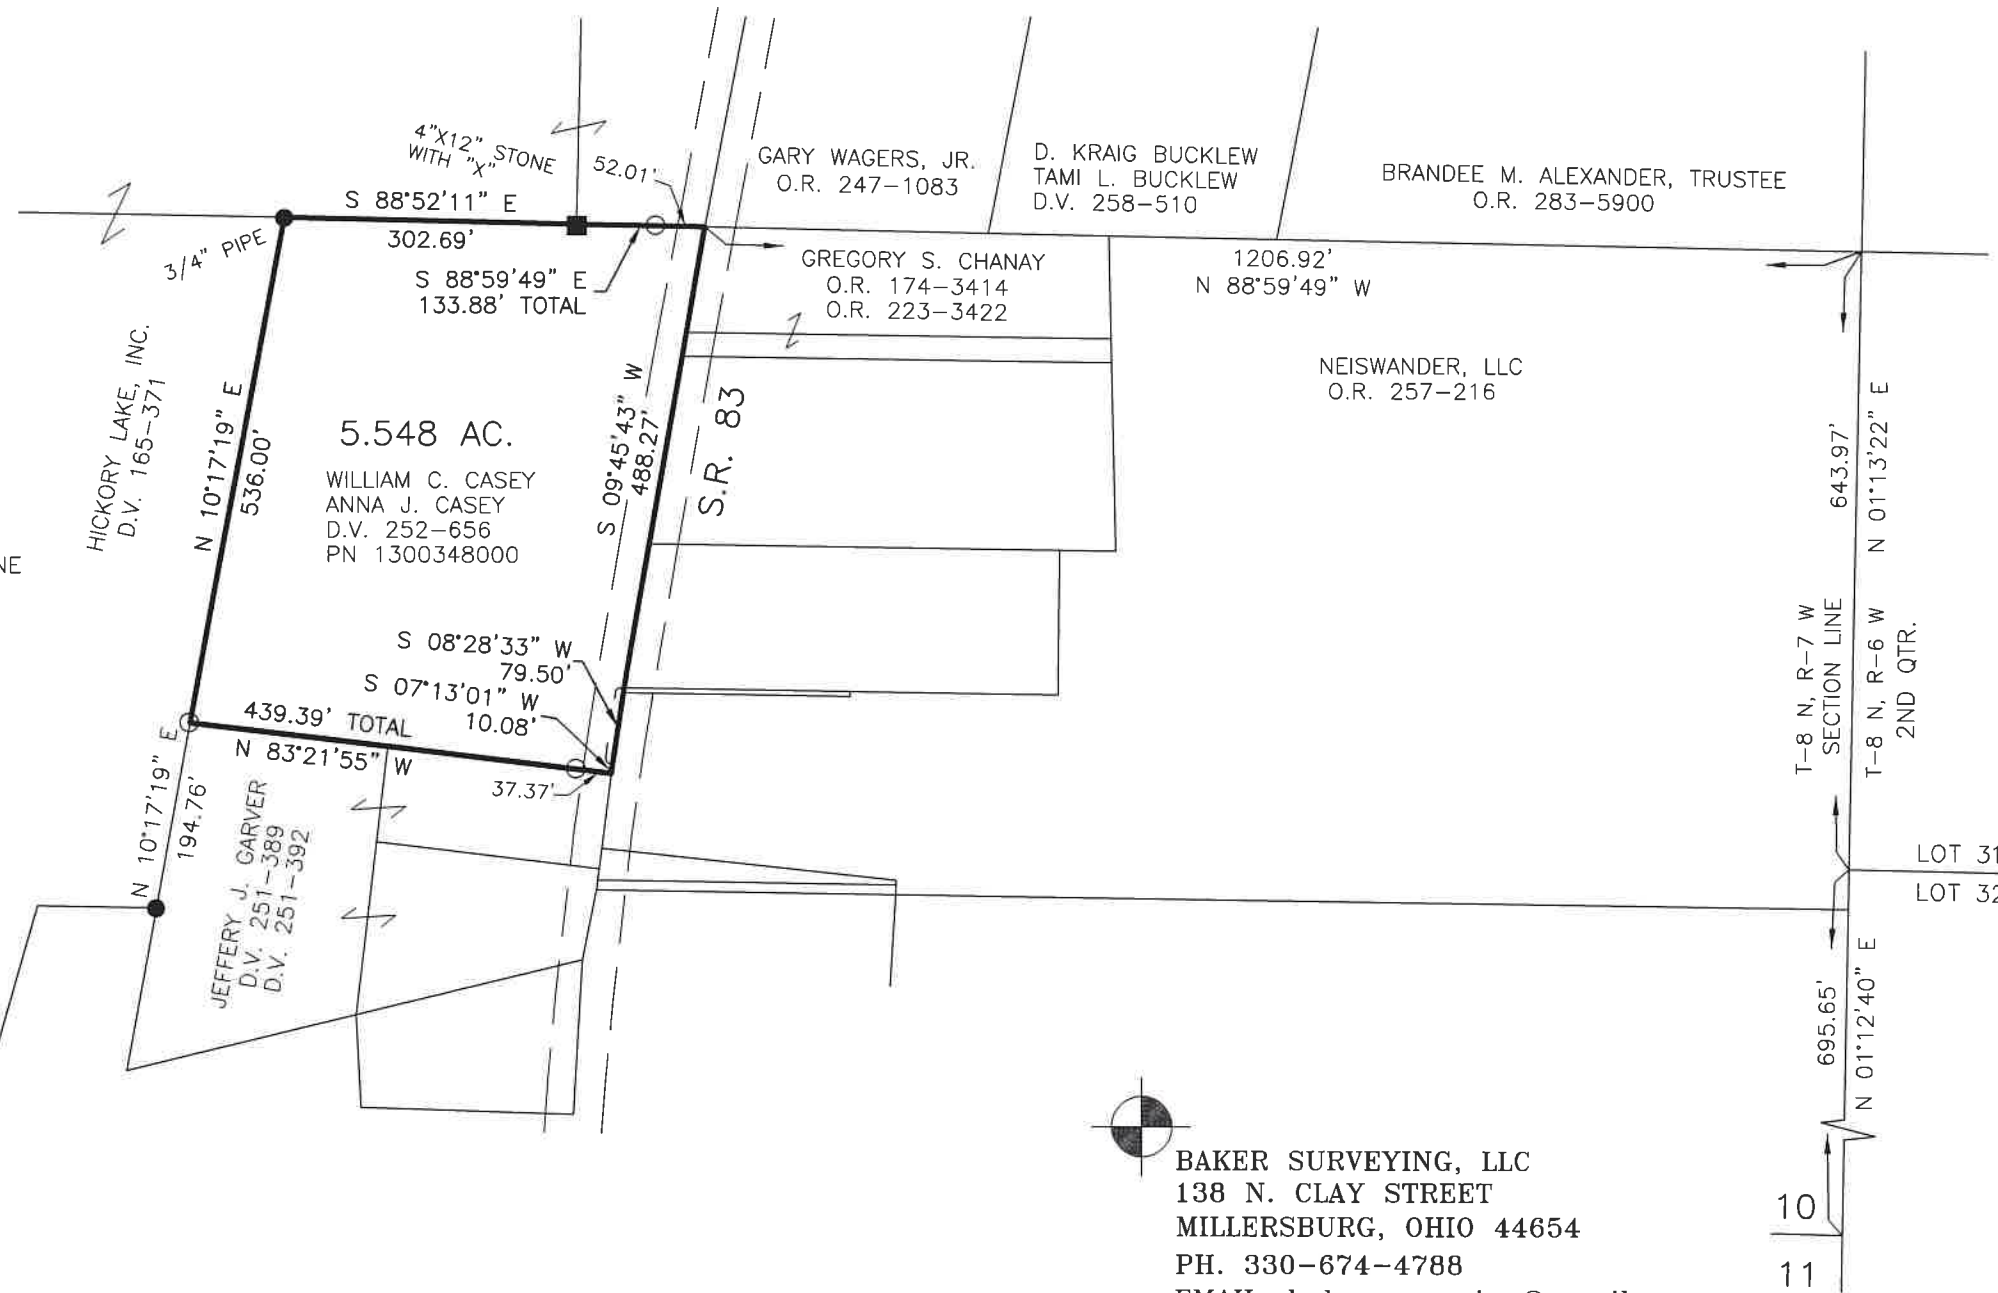 4"X12" STONE
WITH "X"
52.01'
GARY WAGERS, JR.
O.R. 247-1083
D. KRAIG BUCKLEW
TAMI L. BUCKLEW
D.V. 258-510
BRANDEE M. ALEXANDER, TRUSTEE
O.R. 283-5900
S 88°52'11" E
302.69'
3/4" PIPE
S 88°59'49" E
133.88' TOTAL
GREGORY S. CHANAY
O.R. 174-3414
O.R. 223-3422
1206.92'
N 88°59'49" W
NEISWANDER, LLC
O.R. 257-216
HICKORY LAKE, INC.
D.V. 165-371
N 10°17'19" E
536.00'
5.548 AC.
WILLIAM C. CASEY
ANNA J. CASEY
D.V. 252-656
PN 1300348000
S 09°45'43" W
488.27'
S.R. 83
643.97'
N 01°13'22" E
NE
S 08°28'33" W
79.50'
S 07°13'01" W
10.08'
439.39' TOTAL
N 83°21'55" W
37.37'
T-8 N, R-7 W
SECTION LINE
T-8 N, R-6 W
2ND QTR.
N 10°17'19" E
194.76'
JEFFERY J. GARVER
D.V. 251-389
D.V. 251-392
LOT 31
LOT 32
695.65'
N 01°12'40" E
BAKER SURVEYING, LLC
138 N. CLAY STREET
MILLERSBURG, OHIO 44654
PH. 330-674-4788
10
11